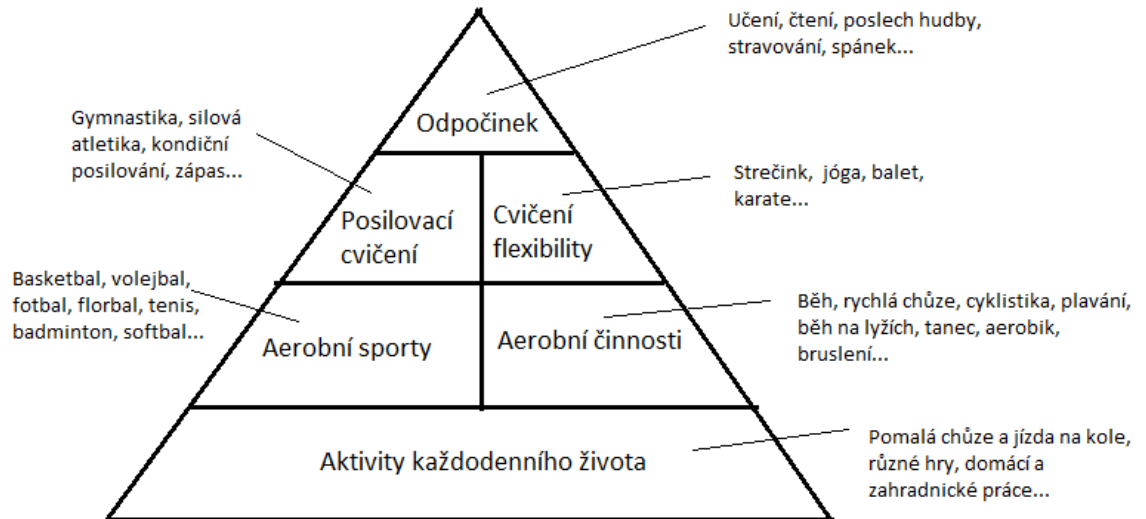 Učení, čtení, poslech hudby,
stravování, spánek...
Odpočinek
Gymnastika, silová
atletika, kondiční
posilování, zápas...
Strečink, jóga, balet,
karate...
Posilovací
cvičení
Cvičení
flexibility
Basketbal, volejbal,
fotbal, florbal, tenis,
badminton, softbal...
Běh, rychlá chůze, cyklistika, plavání,
běh na lyžích, tanec, aerobik,
bruslení...
Aerobní sporty
Aerobní činnosti
Pomalá chůze a jízda na kole,
různé hry, domácí a
zahradnické práce...
Aktivity každodenního života